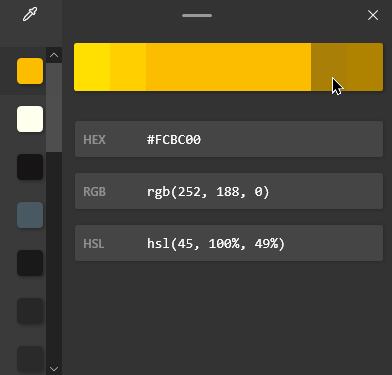 HEX #FCBC00
RGB rgb(252, 188, 0)
HSL hsl(45, 100%, 49%)